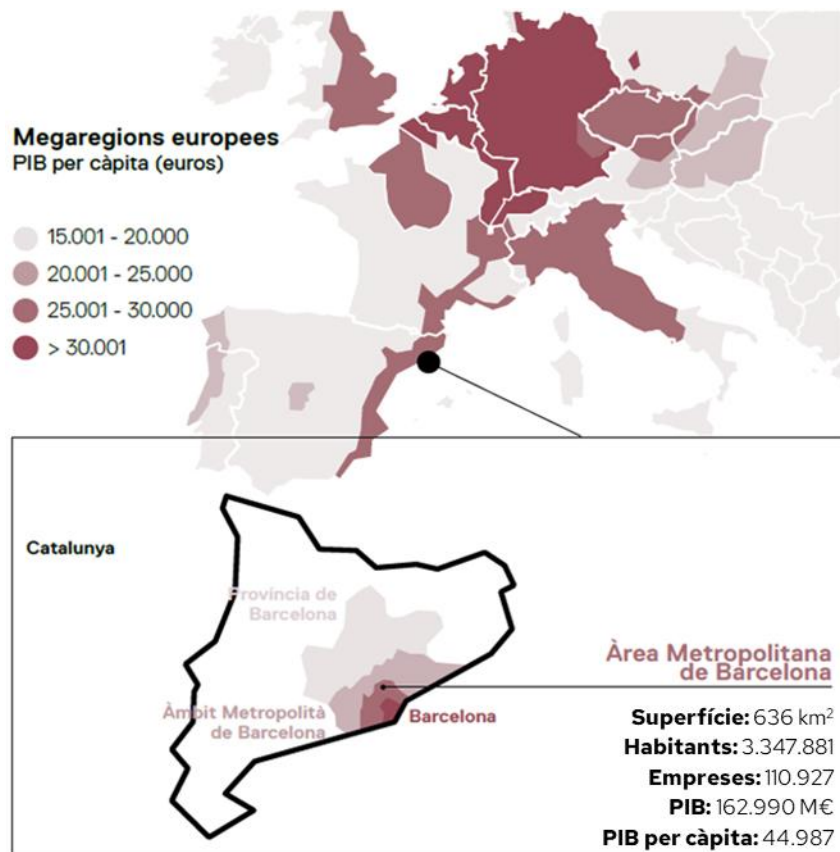 Megaregions europees
PIB per càpita (euros)
15.001 - 20.000
20.001 - 25.000
25.001 - 30.000
> 30.001
Catalunya
Província de
Barcelona
Àmbit Metropolità
de Barcelona
Barcelona
Àrea Metropolitana
de Barcelona
Superfície: 636 km²
Habitants: 3.347.881
Empreses: 110.927
PIB: 162.990 M€
PIB per càpita: 44.987